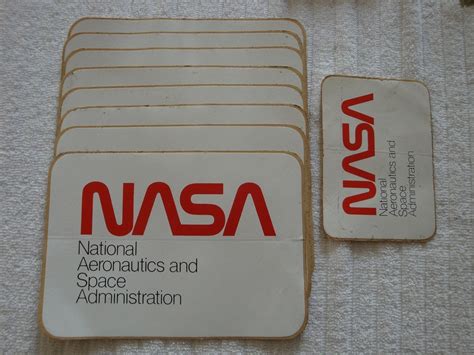 NASA
National
Aeronautics and
Space
Administration
NASA
National
Aeronautics and
Space
Administration